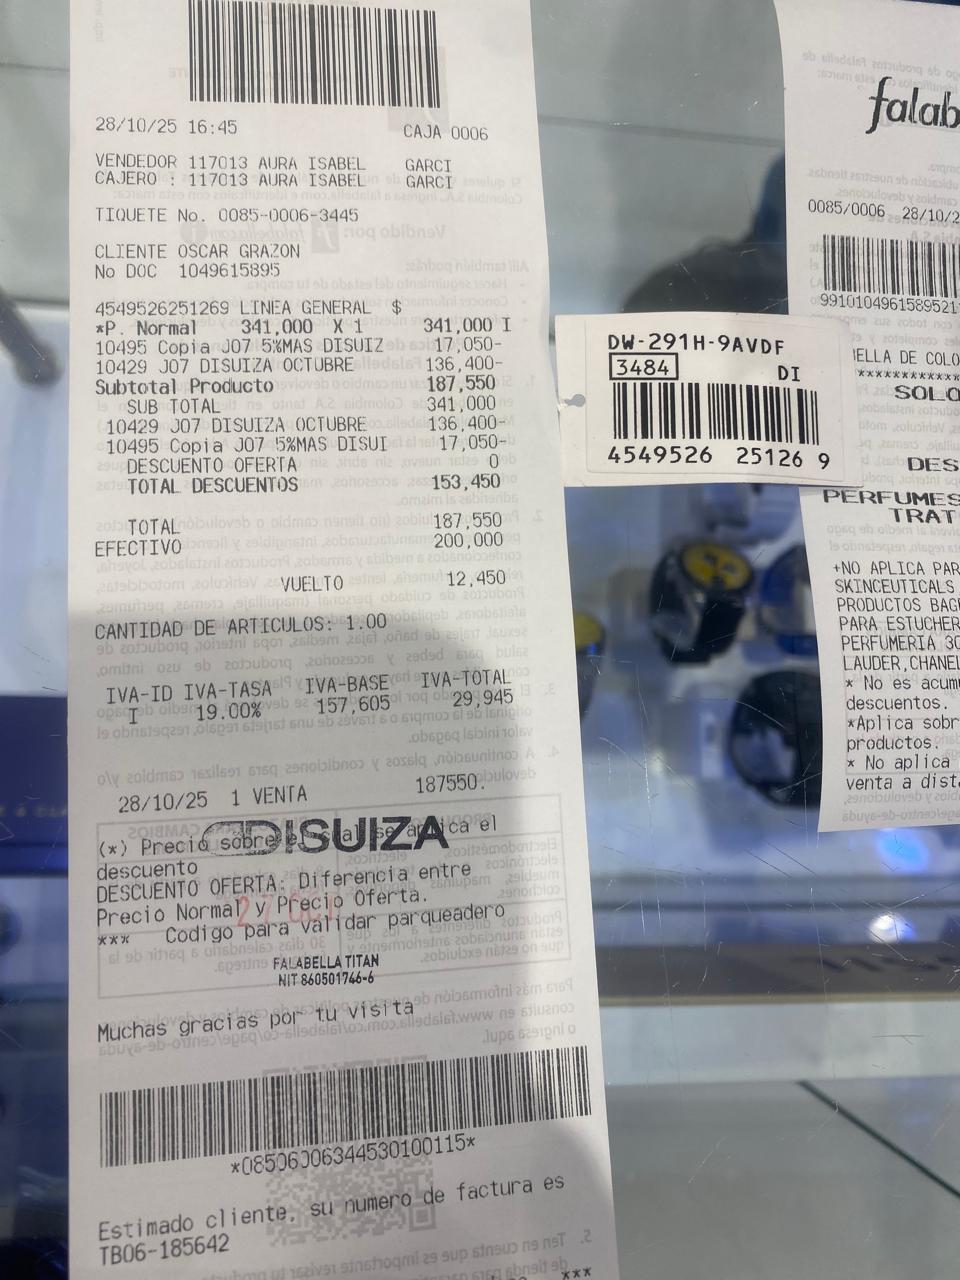 28/10/25 16:45 CAJA 0006
VENDEDOR 117013 AURA ISABEL GARCI
CAJERO : 117013 AURA ISABEL GARCI
TIQUETE No. 0085-0006-3445
CLIENTE OSCAR GRAZON
No DOC 1049615895
4549526251269 LINEA GENERAL $
*P. Normal 341,000 X 1 341,000 I
10495 Copia J07 5%MAS DISUIZ 17,050-
10429 J07 DISUIZA OCTUBRE 136,400-
Subtotal Producto 187,550
SUB TOTAL 341,000
10429 J07 DISUIZA OCTUBRE 136,400-
10495 Copia J07 5%MAS DISUI 17,050-
DESCUENTO OFERTA 0
TOTAL DESCUENTOS 153,450
TOTAL 187,550
EFECTIVO 200,000
VUELTO 12,450
CANTIDAD DE ARTICULOS: 1.00
IVA-ID IVA-TASA IVA-BASE IVA-TOTAL
I 19.00% 157,605 29,945
28/10/25 1 VENTA 187550.
DISUIZA
(*) Precio sobre el cual se aplica el
descuento
DESCUENTO OFERTA: Diferencia entre
Precio Normal y Precio Oferta.
27 OCT
*** Codigo para validar parqueadero
FALABELLA TITAN
NIT 860501746-6
Muchas gracias por tu visita
*08506006344530100115*
Estimado cliente, su numero de factura es
TB06-185642
***
DW-291H-9AVDF
3484 DI
4549526 25126 9
falab
0085/0006 28/10/2
9910104961589521
ELLA DE COLO
**********
SOLO
DES
PERFUMES
TRAT
+NO APLICA PAR
SKINCEUTICALS
PRODUCTOS BAG
PARA ESTUCHER
PERFUMERIA 30
LAUDER,CHANEL
* No es acum
descuentos.
*Aplica sobr
productos.
* No aplica
venta a dist